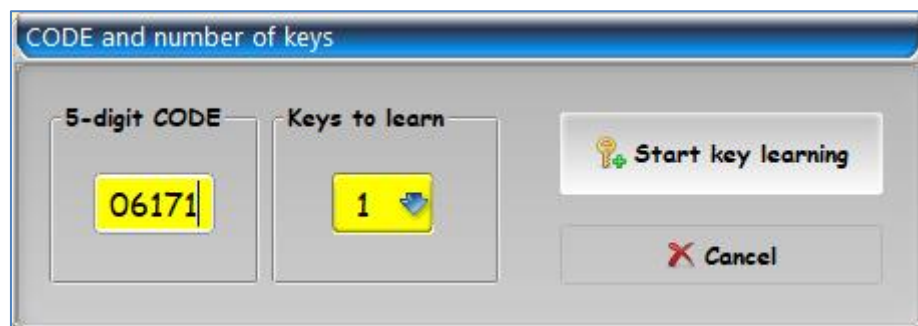 CODE and number of keys
5-digit CODE
Keys to learn
06171
1
Start key learning
Cancel